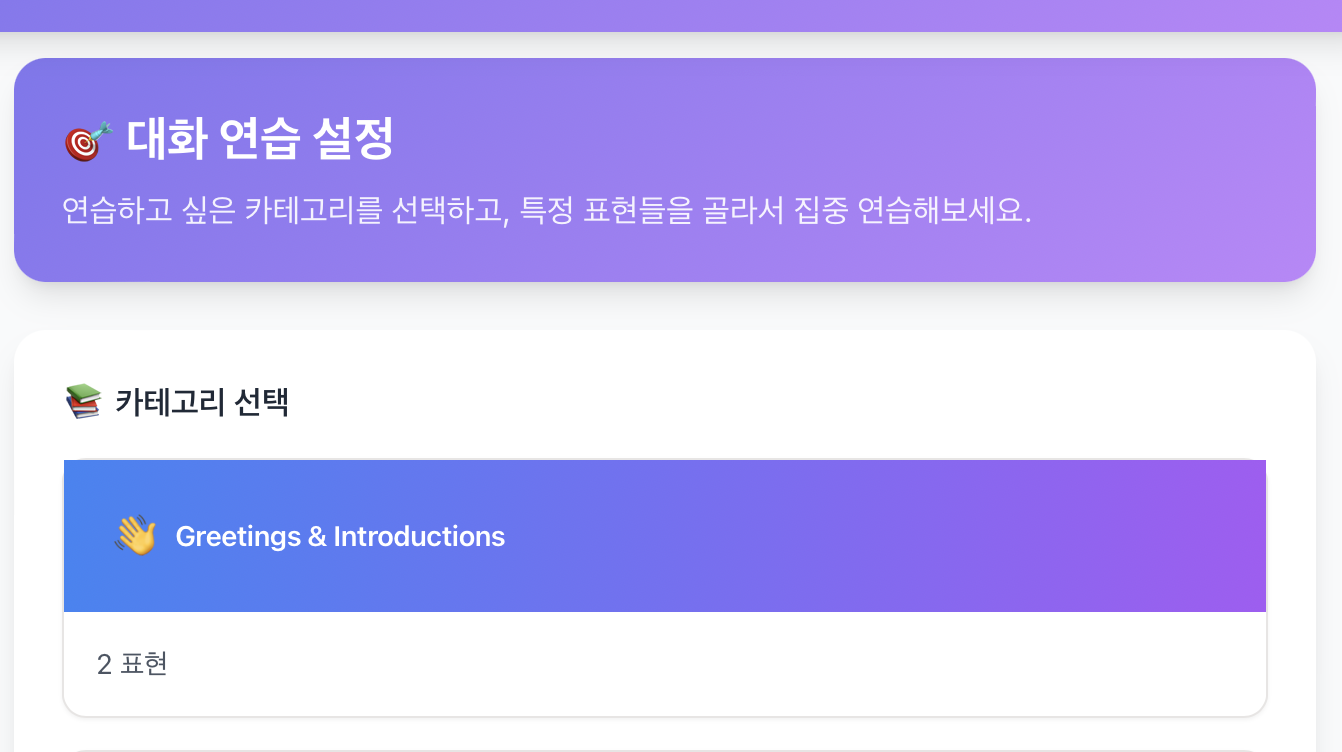 🎯 대화 연습 설정
연습하고 싶은 카테고리를 선택하고, 특정 표현들을 골라서 집중 연습해보세요.
📚 카테고리 선택
👋 Greetings & Introductions
2 표현